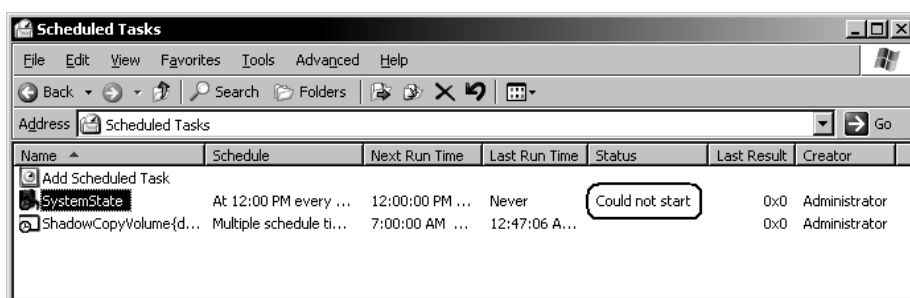 Scheduled Tasks
File Edit View Favorites Tools Advanced Help
Back Search Folders
Address Scheduled Tasks Go
Name Schedule Next Run Time Last Run Time Status Last Result Creator
Add Scheduled Task
SystemState At 12:00 PM every ... 12:00:00 PM ... Never Could not start 0x0 Administrator
ShadowCopyVolume{d... Multiple schedule ti... 7:00:00 AM ... 12:47:06 A... 0x0 Administrator